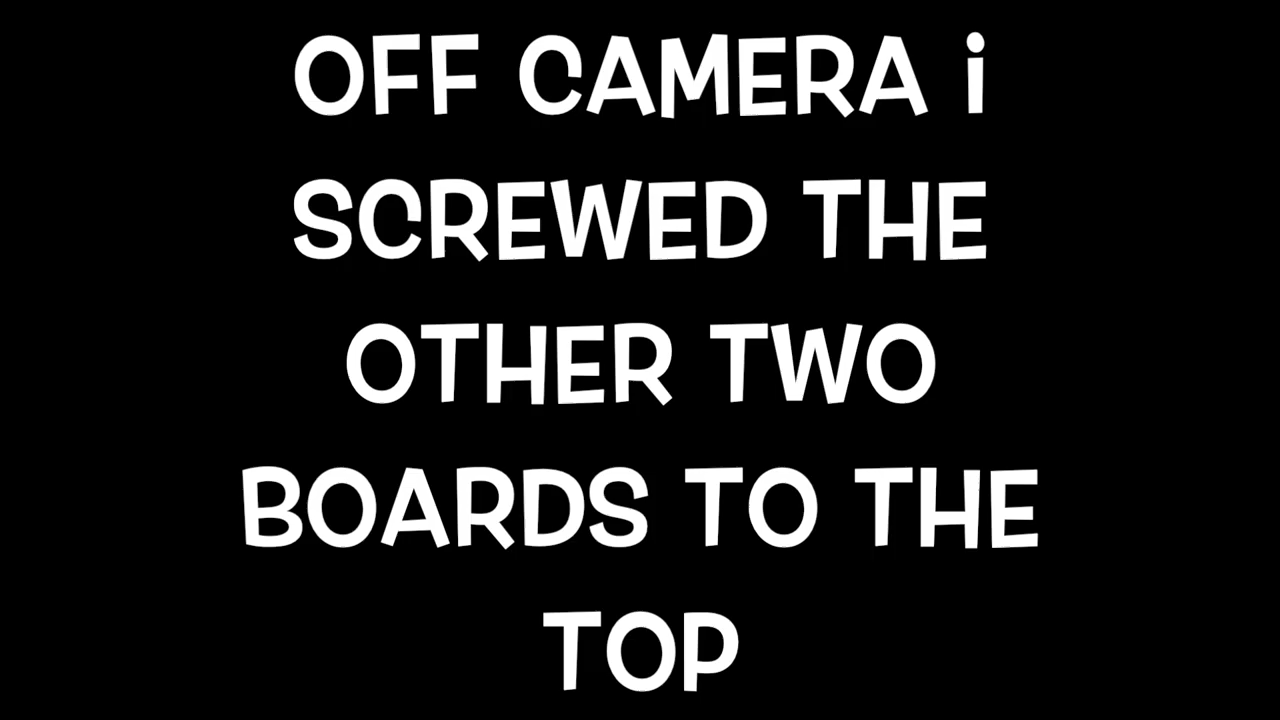 OFF CAMERA i
SCREWED THE
OTHER TWO
BOARDS TO THE
TOP